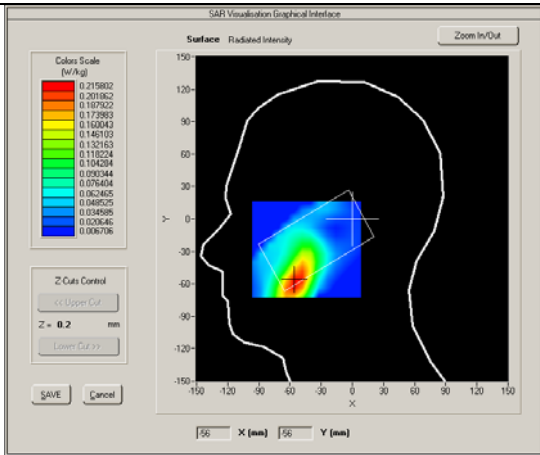 SAR Visualisation Graphical Interface
Surface Radiated Intensity
Zoom In/Out
Colors Scale
(W/kg)
0.215802
0.201862
0.187922
0.173983
0.160043
0.146103
0.132163
0.118224
0.104284
0.090344
0.076404
0.062465
0.048525
0.034585
0.020646
0.006706
Z-Cuts Control
<< Upper Cut
Z = 0.2 mm
Lower Cut >>
SAVE Cancel
Y
150-
120-
90-
60-
30-
0-
-30-
-60-
-90-
-120-
-150-
-150 -120 -90 -60 -30 0 30 60 90 120 150
X
-56 X (mm) -56 Y (mm)